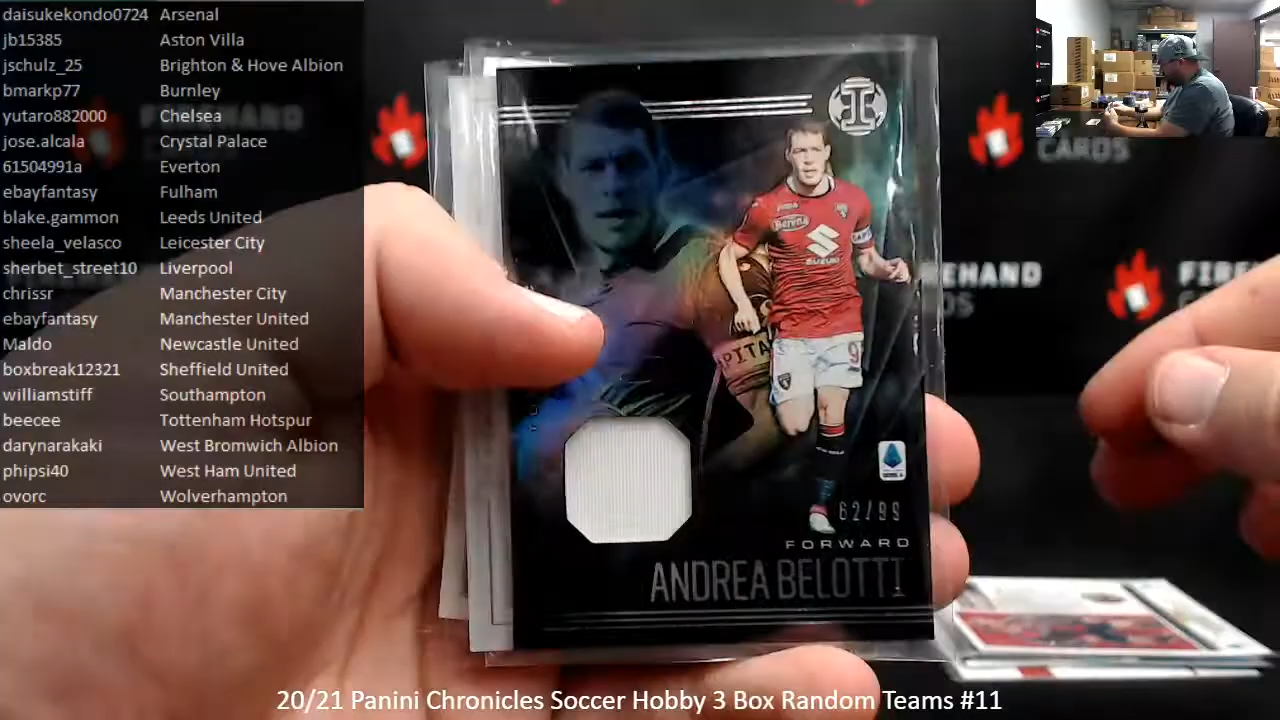 daisukekondo0724 Arsenal
jb15385 Aston Villa
jschulz_25 Brighton & Hove Albion
bmarkp77 Burnley
yutaro882000 Chelsea
jose.alcala Crystal Palace
61504991a Everton
ebayfantasy Fulham
blake.gammon Leeds United
sheela_velasco Leicester City
sherbet_street10 Liverpool
chrissr Manchester City
ebayfantasy Manchester United
Maldo Newcastle United
boxbreak12321 Sheffield United
williamstiff Southampton
beecee Tottenham Hotspur
darynarakaki West Bromwich Albion
phipsi40 West Ham United
ovorc Wolverhampton
FIREHAND
CARDS
SUZUKI
9
62/99
FORWARD
ANDREA BELOTTI
20/21 Panini Chronicles Soccer Hobby 3 Box Random Teams #11